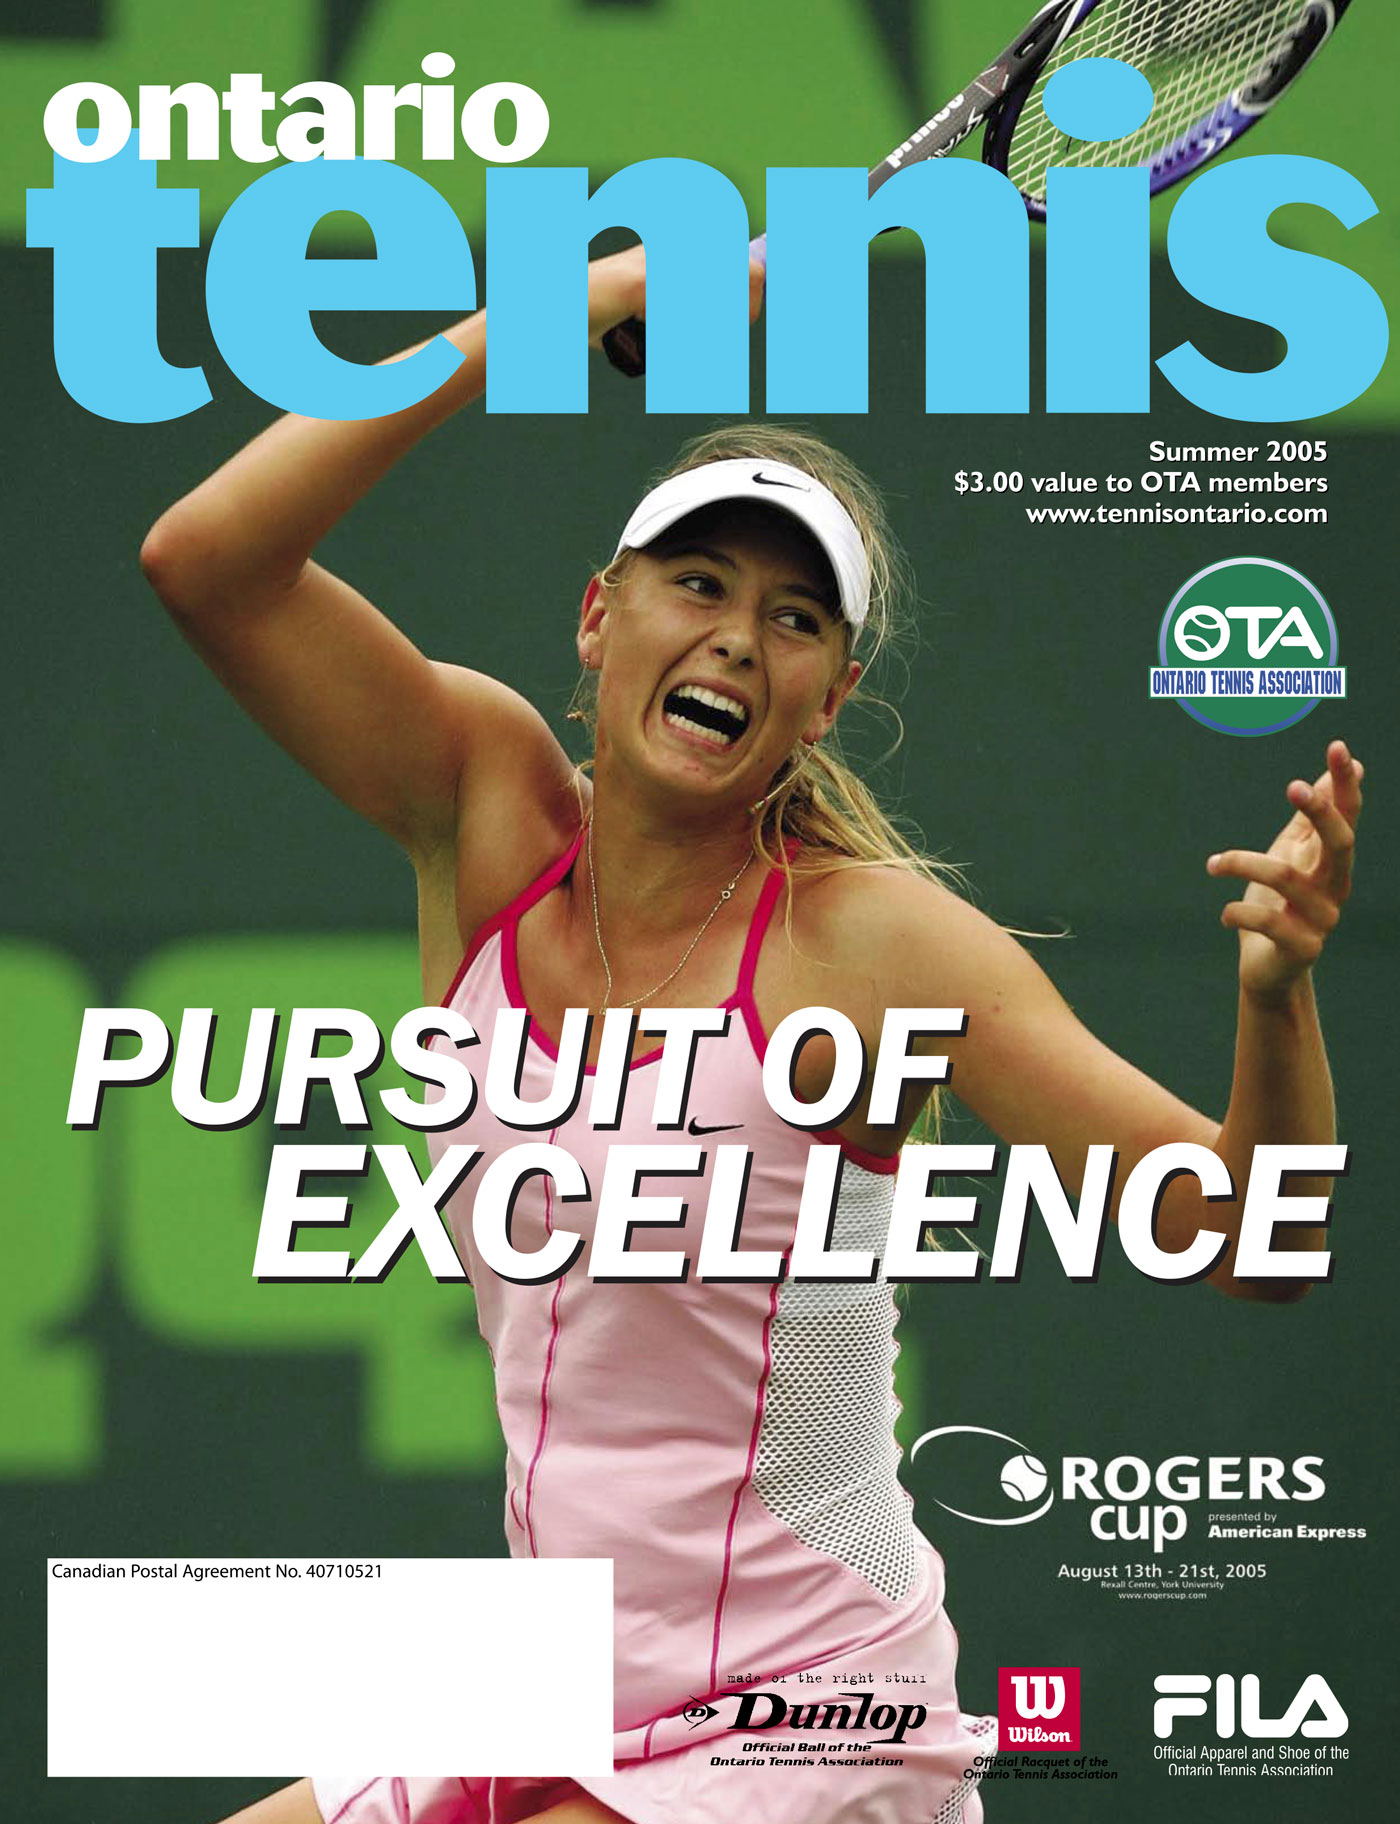 ontario
tennis
prince
Summer 2005
$3.00 value to OTA members
www.tennisontario.com
OTA
ONTARIO TENNIS ASSOCIATION
PURSUIT OF
EXCELLENCE
ROGERS
cup
presented by
American Express
August 13th - 21st, 2005
Rexall Centre, York University
www.rogerscup.com
Canadian Postal Agreement No. 40710521
made of the right stuff
D
Dunlop
Official Ball of the
Ontario Tennis Association
W
Wilson
Official Racquet of the
Ontario Tennis Association
FILA
Official Apparel and Shoe of the
Ontario Tennis Association